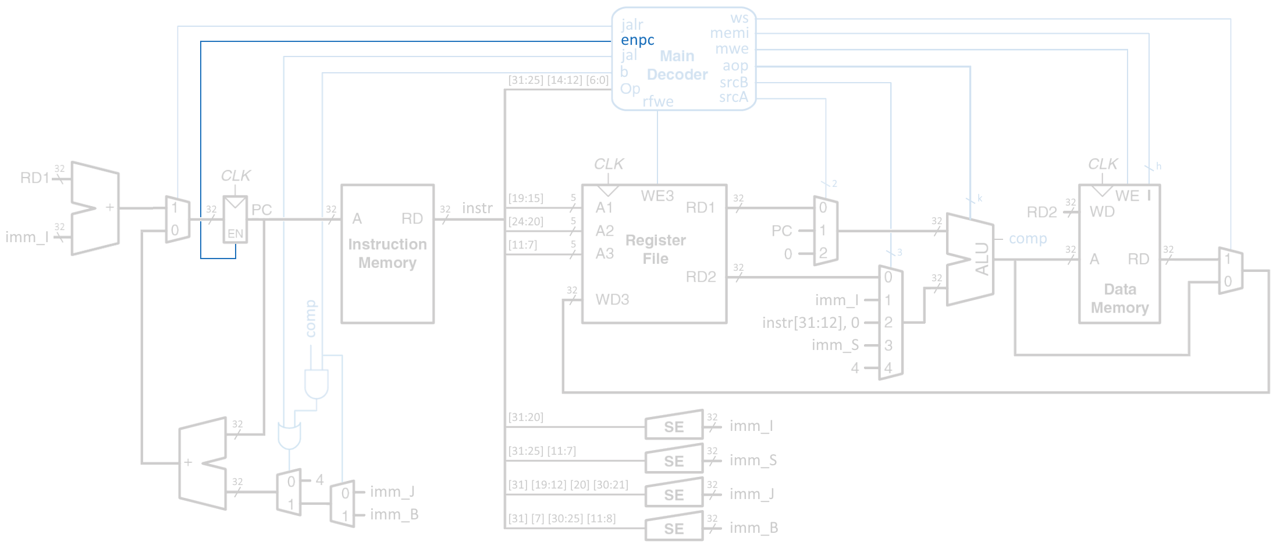 jalr
enpc
jal
b
Op
rfwe
Main
Decoder
ws
memi
mwe
aop
srcB
srcA
[31:25] [14:12] [6:0]
RD1
32
imm_I
32
+
1
0
32
CLK
PC
EN
32
A
RD
Instruction
Memory
32
instr
[19:15]
[24:20]
[11:7]
5
5
5
CLK
WE3
A1
A2
A3
RD1
Register
File
RD2
WD3
32
32
32
2
0
PC
1
0
2
3
0
imm_I
1
instr[31:12], 0
2
imm_S
3
4
4
32
32
k
ALU
comp
h
CLK
WE
I
RD2
32
WD
32
A
RD
32
Data
Memory
1
0
comp
32
+
32
0
4
1
0
imm_J
1
imm_B
[31:20]
SE
32
imm_I
[31:25] [11:7]
SE
32
imm_S
[31] [19:12] [20] [30:21]
SE
32
imm_J
[31] [7] [30:25] [11:8]
SE
32
imm_B